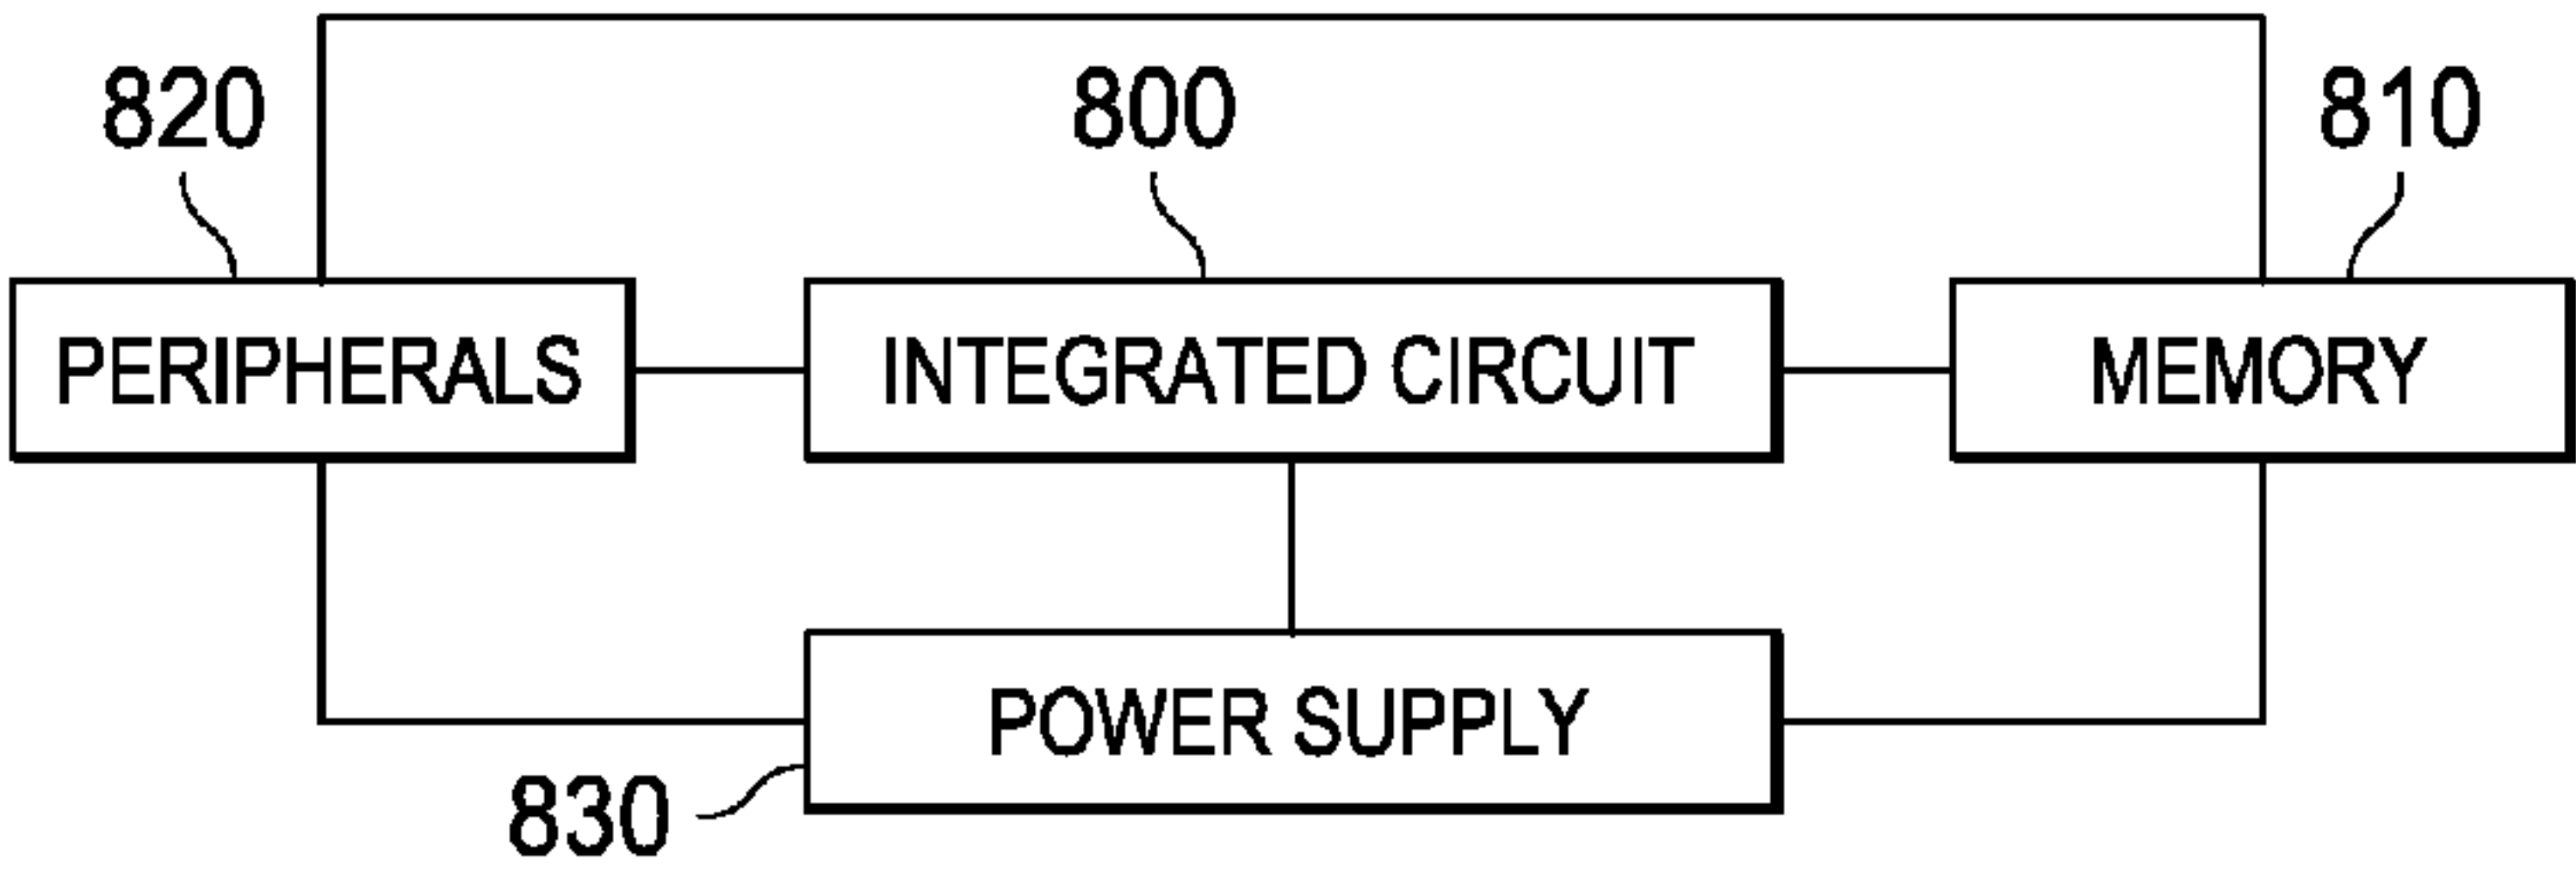 820
800
810
PERIPHERALS
INTEGRATED CIRCUIT
MEMORY
POWER SUPPLY
830